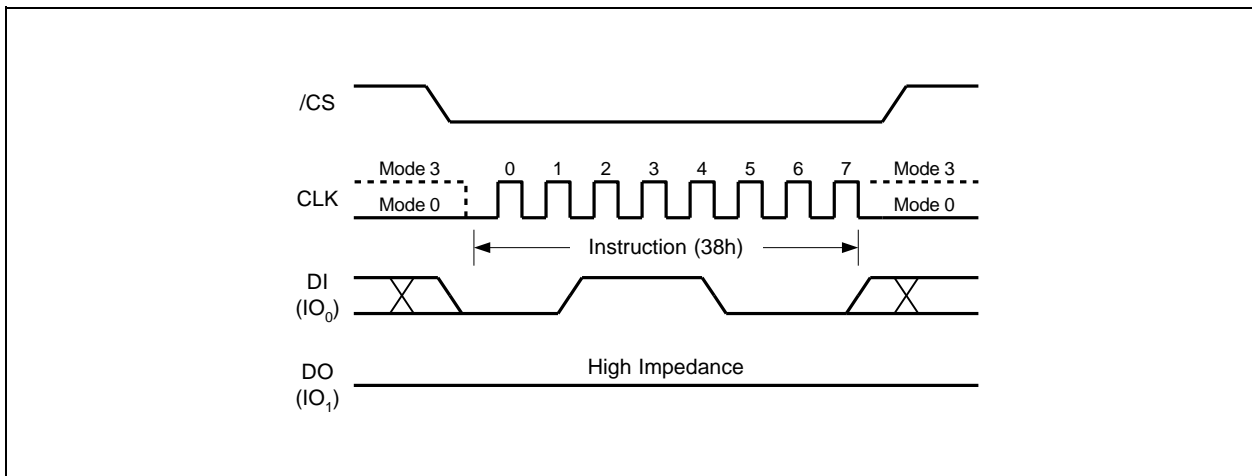 /CS
Mode 3 0 1 2 3 4 5 6 7 Mode 3
CLK
Mode 0 Mode 0
Instruction (38h)
DI
(IO0)
High Impedance
DO
(IO1)